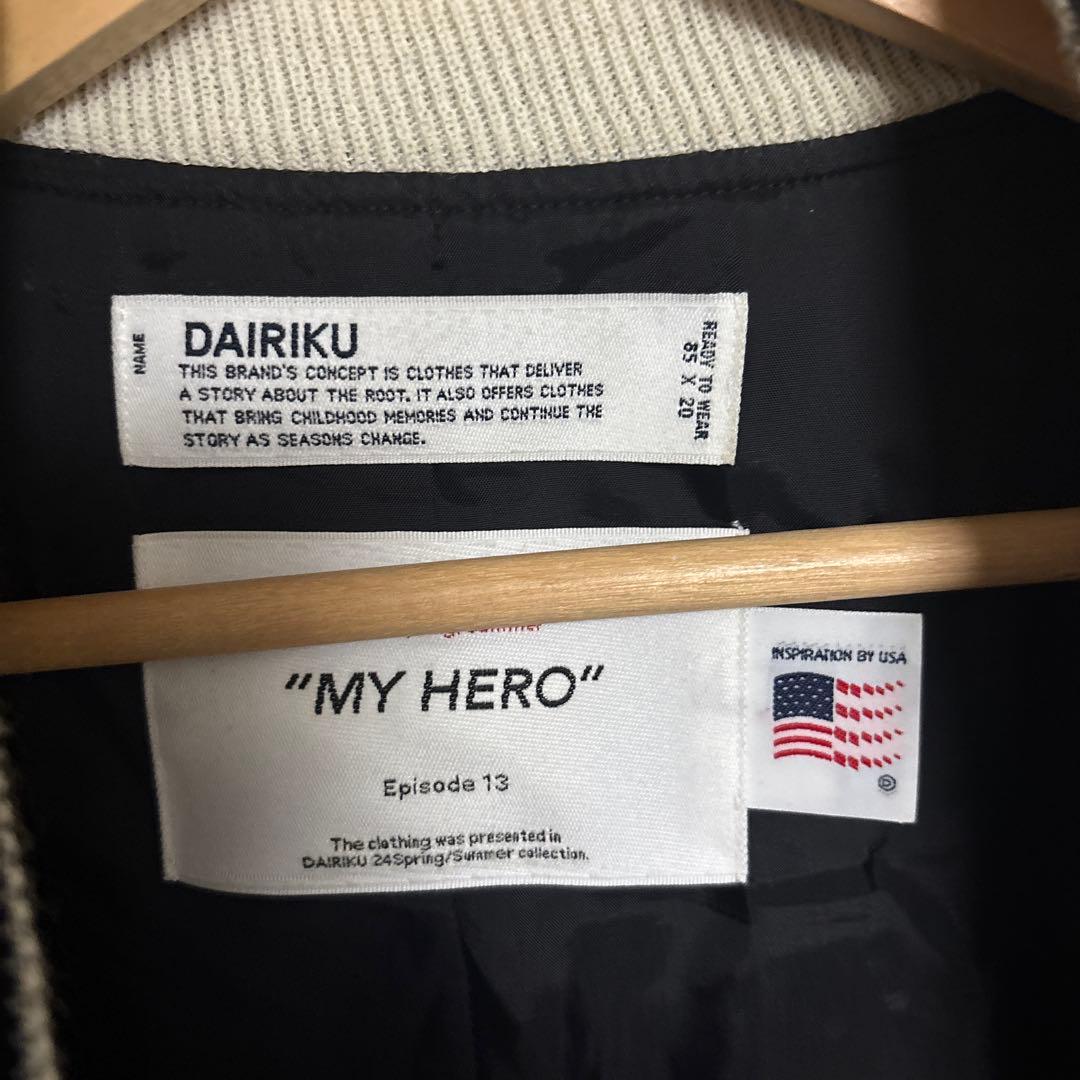 NAME
DAIRIKU
THIS BRAND'S CONCEPT IS CLOTHES THAT DELIVER
A STORY ABOUT THE ROOT. IT ALSO OFFERS CLOTHES
THAT BRING CHILDHOOD MEMORIES AND CONTINUE THE
STORY AS SEASONS CHANGE.
READY TO WEAR
85 X 20
"MY HERO"
Episode 13
The clothing was presented in
DAIRIKU 24Spring/Summer collection.
INSPIRATION BY USA